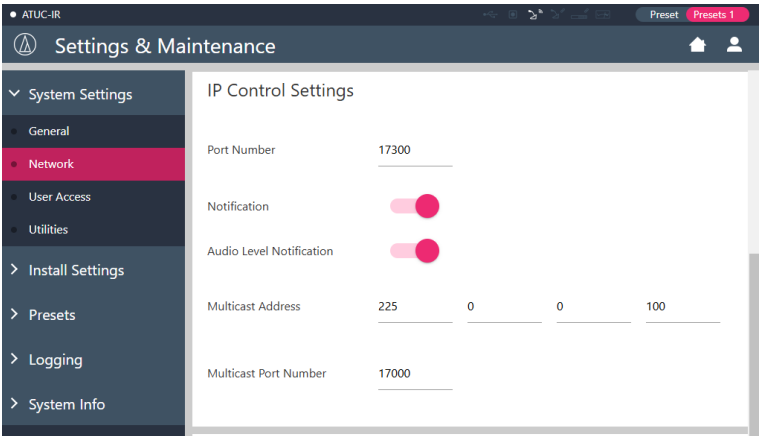 ATUC-IR
Preset Presets 1
Settings & Maintenance
System Settings
General
Network
User Access
Utilities
Install Settings
Presets
Logging
System Info
IP Control Settings
Port Number 17300
Notification
Audio Level Notification
Multicast Address 225 0 0 100
Multicast Port Number 17000